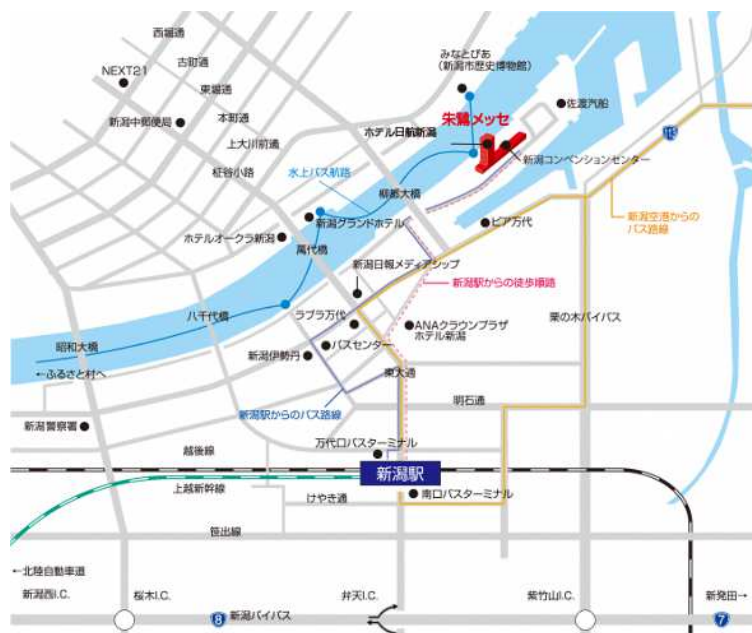 西堀通
古町通
NEXT21
東堀通
みなとぴあ
(新潟市歴史博物館)
佐渡汽船
本町通
新潟中郵便局
朱鷺メッセ
上大川前通
ホテル日航新潟
113
柾谷小路
新潟コンベンションセンター
水上バス航路
柳都大橋
新潟グランドホテル
ピア万代
新潟空港からの
バス路線
ホテルオークラ新潟
萬代橋
新潟日報メディアシップ
新潟駅からの徒歩順路
八千代橋
ラブラ万代
栗の木バイパス
ANAクラウンプラザ
ホテル新潟
昭和大橋
バスセンター
新潟伊勢丹
←ふるさと村へ
東大通
明石通
新潟駅からのバス路線
新潟警察署
万代口バスターミナル
越後線
新潟駅
上越新幹線
けやき通
南口バスターミナル
笹出線
←北陸自動車道
新潟西I.C.
桜木I.C.
弁天I.C.
紫竹山I.C.
新発田→
8
新潟バイパス
7